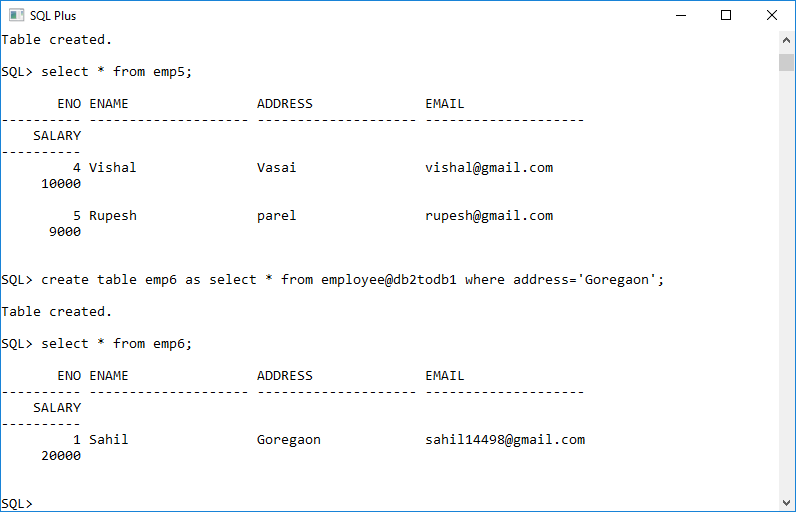 SQL Plus
Table created.
SQL> select * from emp5;
       ENO ENAME                ADDRESS              EMAIL
---------- -------------------- -------------------- --------------------
    SALARY
----------
         4 Vishal               Vasai                vishal@gmail.com
     10000
         5 Rupesh               parel                rupesh@gmail.com
      9000
SQL> create table emp6 as select * from employee@db2todb1 where address='Goregaon';
Table created.
SQL> select * from emp6;
       ENO ENAME                ADDRESS              EMAIL
---------- -------------------- -------------------- --------------------
    SALARY
----------
         1 Sahil                Goregaon             sahil14498@gmail.com
     20000
SQL>